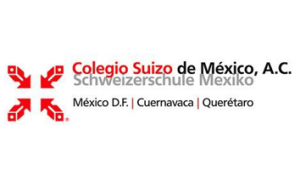 Colegio Suizo de México, A.C.
Schweizerschule Mexiko
México D.F. | Cuernavaca | Querétaro